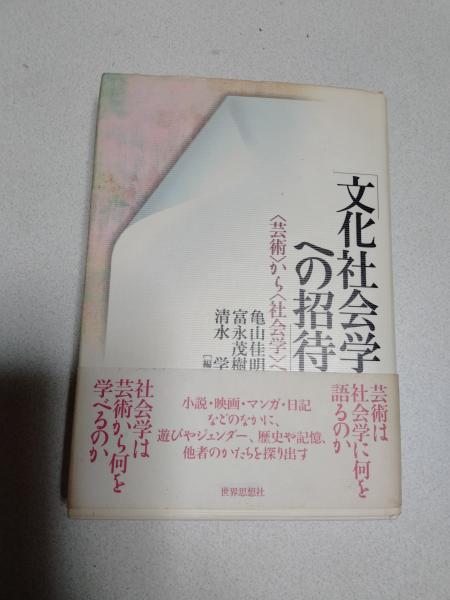 文化社会学
への招待
〈芸術〉から〈社会学〉へ
亀山佳明
富永茂樹
清水 学
[編
芸術は
社会学に何を
語るのか
小説・映画・マンガ・日記
などのなかに、
遊びやジェンダー、歴史や記憶、
他者のかたちを探り出す
世界思想社
社会学は
芸術から何を
学べるのか